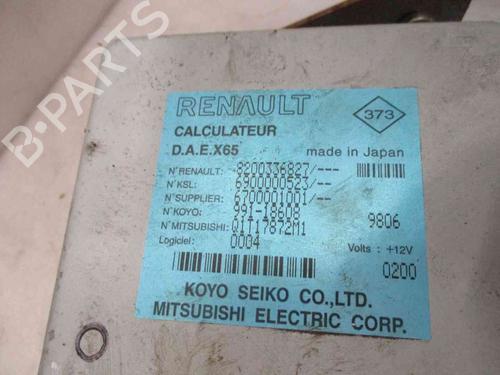 RENAULT
373
CALCULATEUR
D.A.E.X65 made in Japan
N°RENAULT: 8200336827/---
N°KSL: 6900000523/---
N°SUPPLIER: 6700001001/---
N°KOYO: 991-18608 9806
N°MITSUBISHI: Q1T17872M1
Logiciel: 0004 Volts: +12V
0200
KOYO SEIKO CO.,LTD.
MITSUBISHI ELECTRIC CORP.
B-PARTS